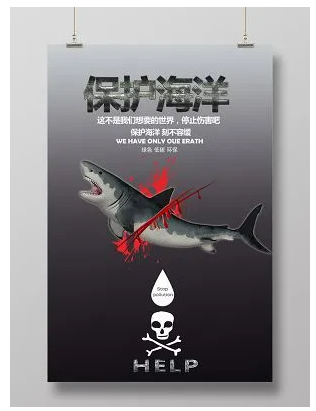 保护海洋
这不是我们想要的世界，停止伤害吧
保护海洋 刻不容缓
WE HAVE ONLY OUE ERATH
绿色 低碳 环保
Stop
pollution
HELP